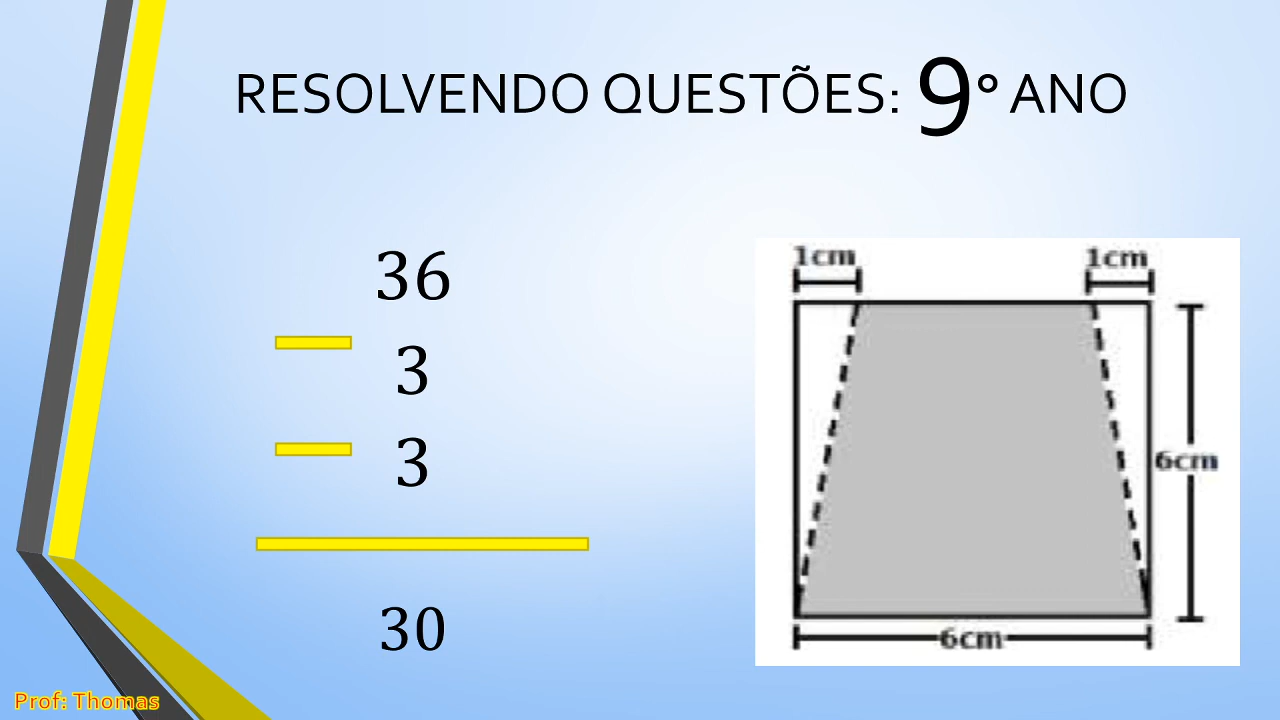 RESOLVENDO QUESTÕES: 9° ANO
36
3
3
30
1cm 1cm
6cm
6cm
Prof: Thomas